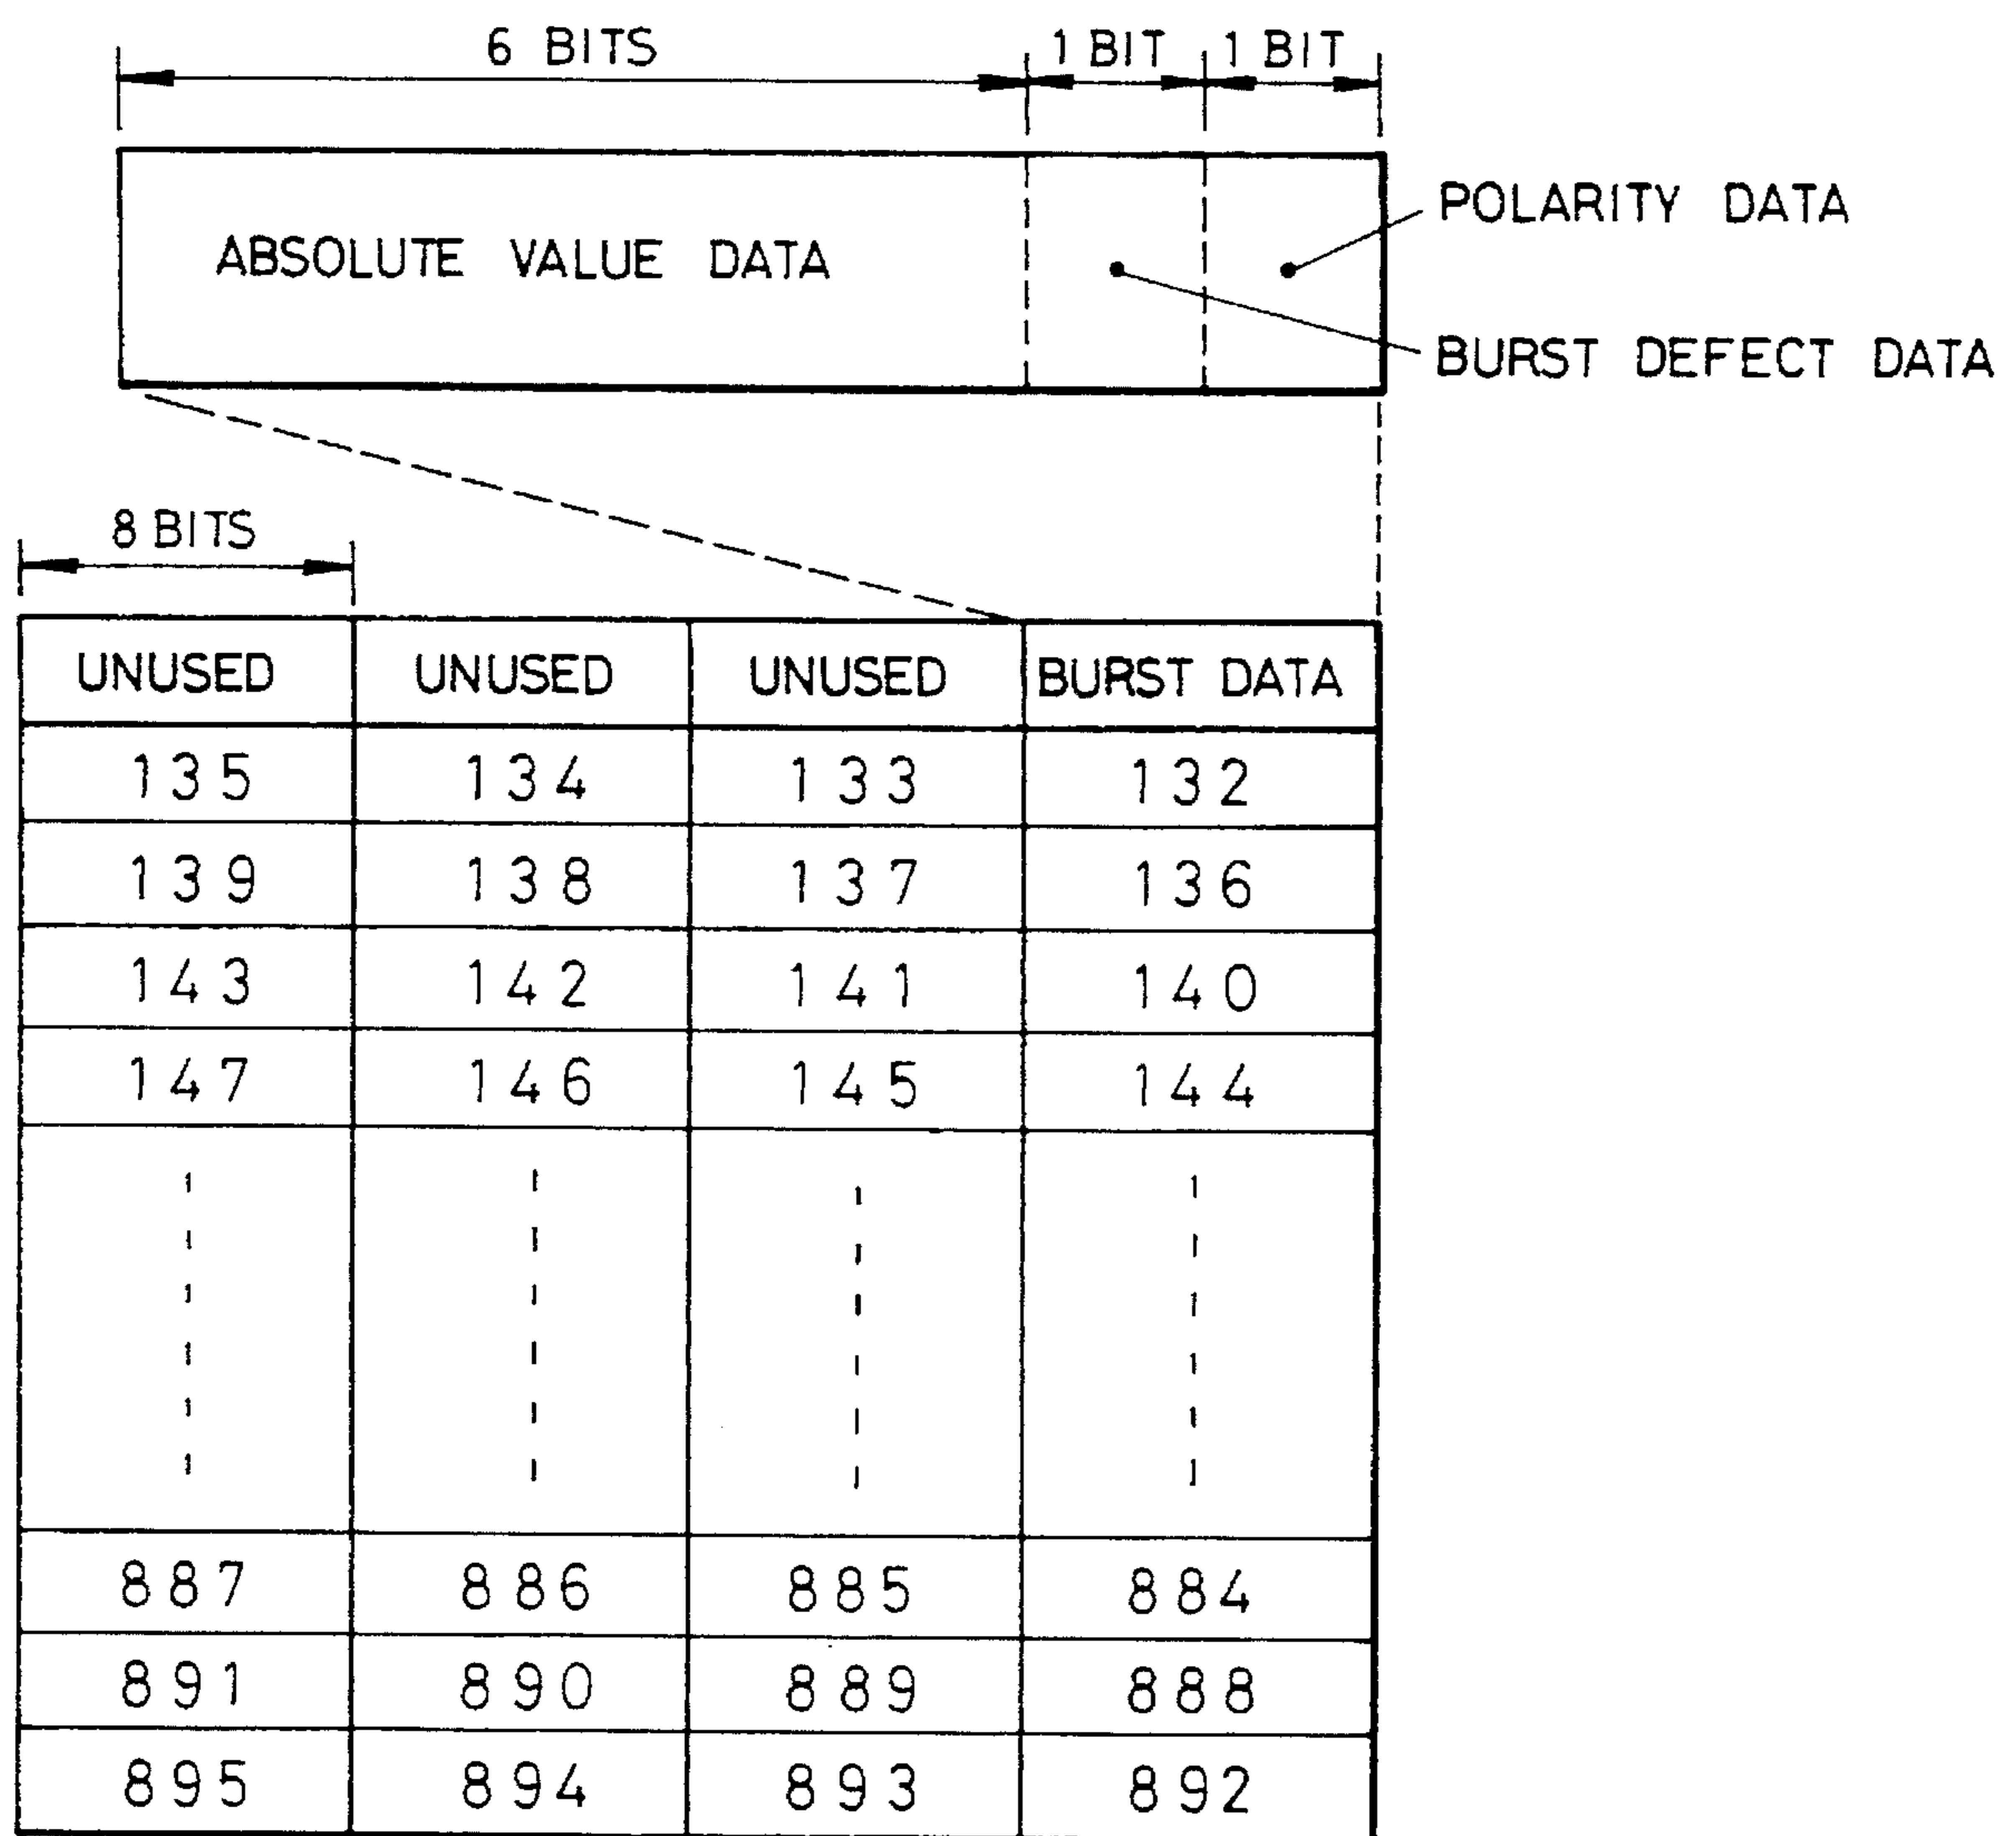 6 BITS 1 BIT 1 BIT
ABSOLUTE VALUE DATA
POLARITY DATA
BURST DEFECT DATA
8 BITS
UNUSED UNUSED UNUSED BURST DATA
135 134 133 132
139 138 137 136
143 142 141 140
147 146 145 144
887 886 885 884
891 890 889 888
895 894 893 892